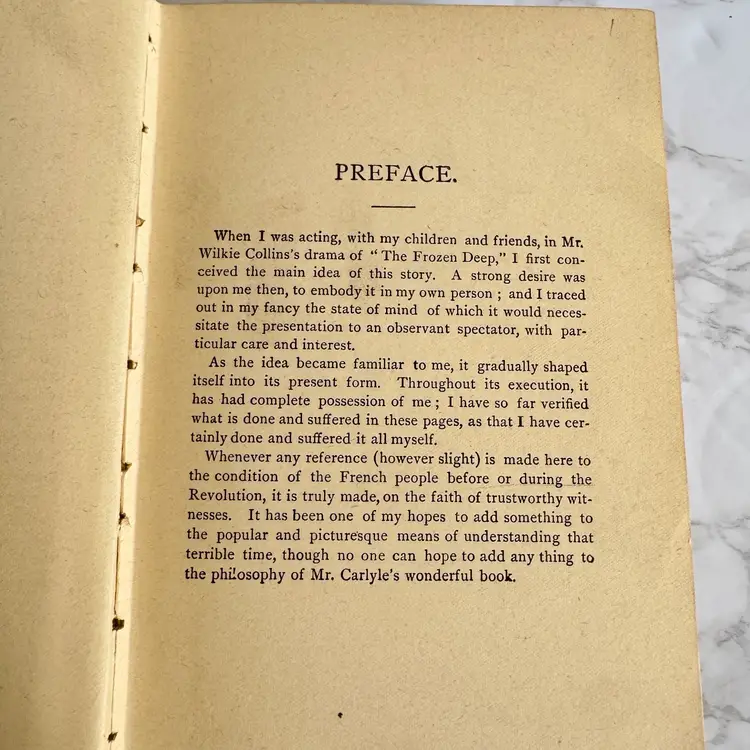 PREFACE.
When I was acting, with my children and friends, in Mr.
Wilkie Collins's drama of "The Frozen Deep," I first con-
ceived the main idea of this story. A strong desire was
upon me then, to embody it in my own person ; and I traced
out in my fancy the state of mind of which it would neces-
sitate the presentation to an observant spectator, with par-
ticular care and interest.
As the idea became familiar to me, it gradually shaped
itself into its present form. Throughout its execution, it
has had complete possession of me ; I have so far verified
what is done and suffered in these pages, as that I have cer-
tainly done and suffered it all myself.
Whenever any reference (however slight) is made here to
the condition of the French people before or during the
Revolution, it is truly made, on the faith of trustworthy wit-
nesses. It has been one of my hopes to add something to
the popular and picturesque means of understanding that
terrible time, though no one can hope to add any thing to
the philosophy of Mr. Carlyle's wonderful book.